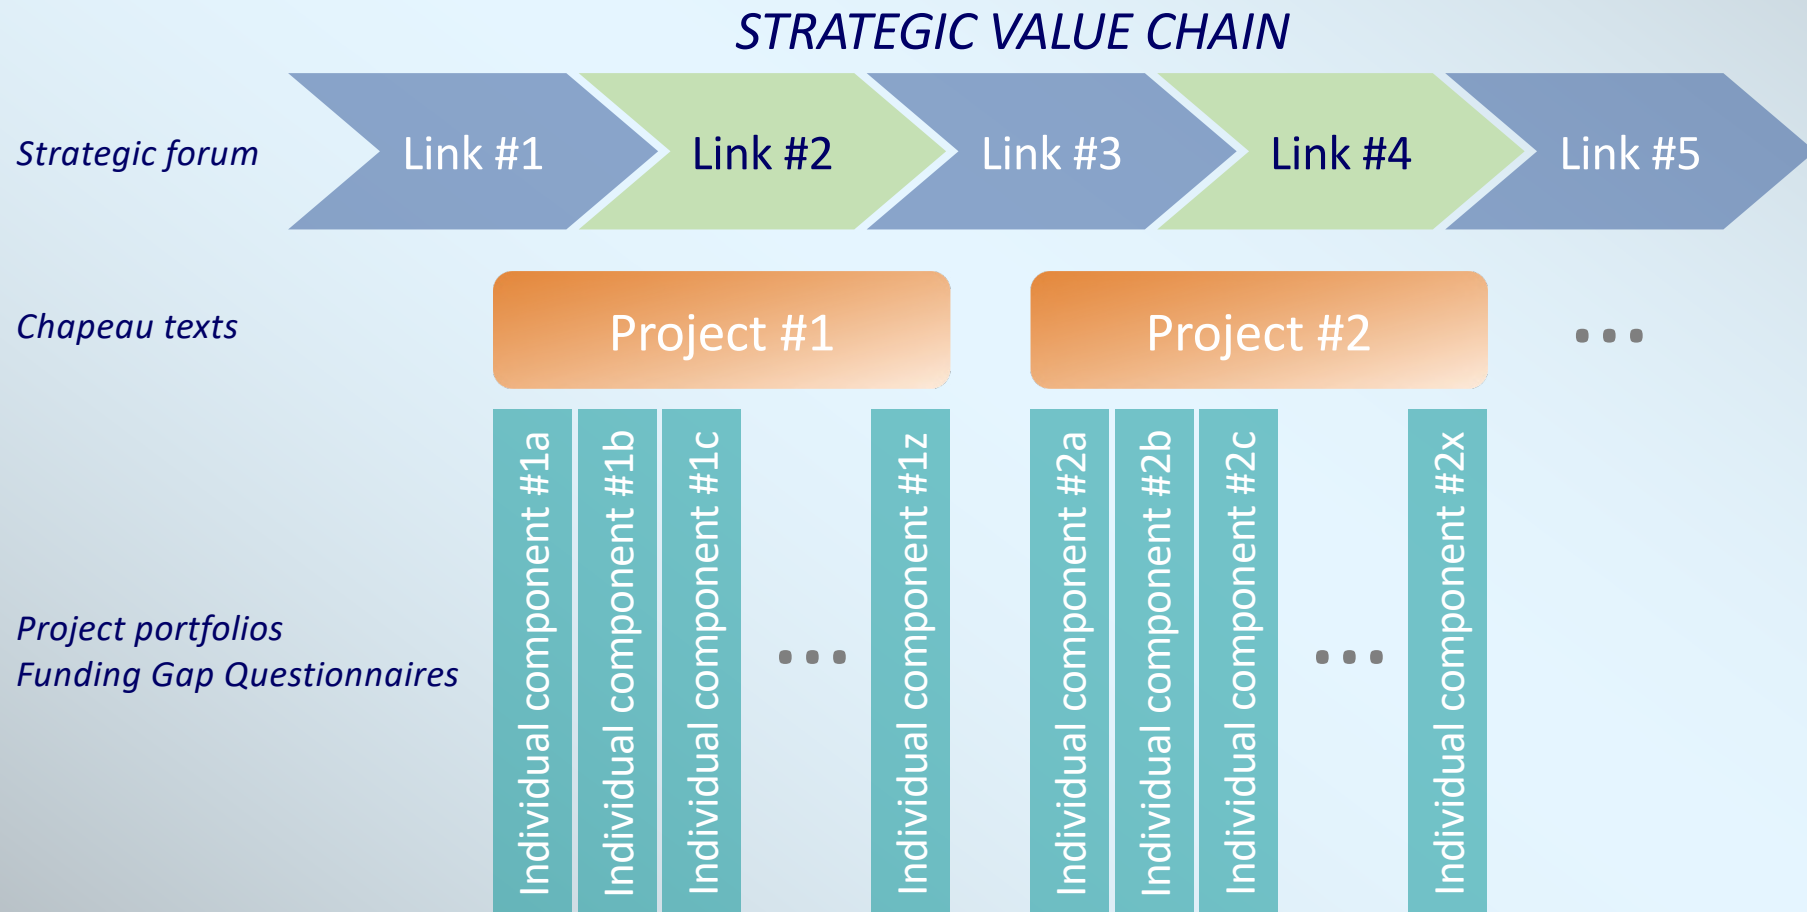 STRATEGIC VALUE CHAIN
Strategic forum
Link #1
Link #2
Link #3
Link #4
Link #5
Chapeau texts
Project #1
Project #2
...
Project portfolios
Funding Gap Questionnaires
Individual component #1a
Individual component #1b
Individual component #1c
...
Individual component #1z
Individual component #2a
Individual component #2b
Individual component #2c
...
Individual component #2x